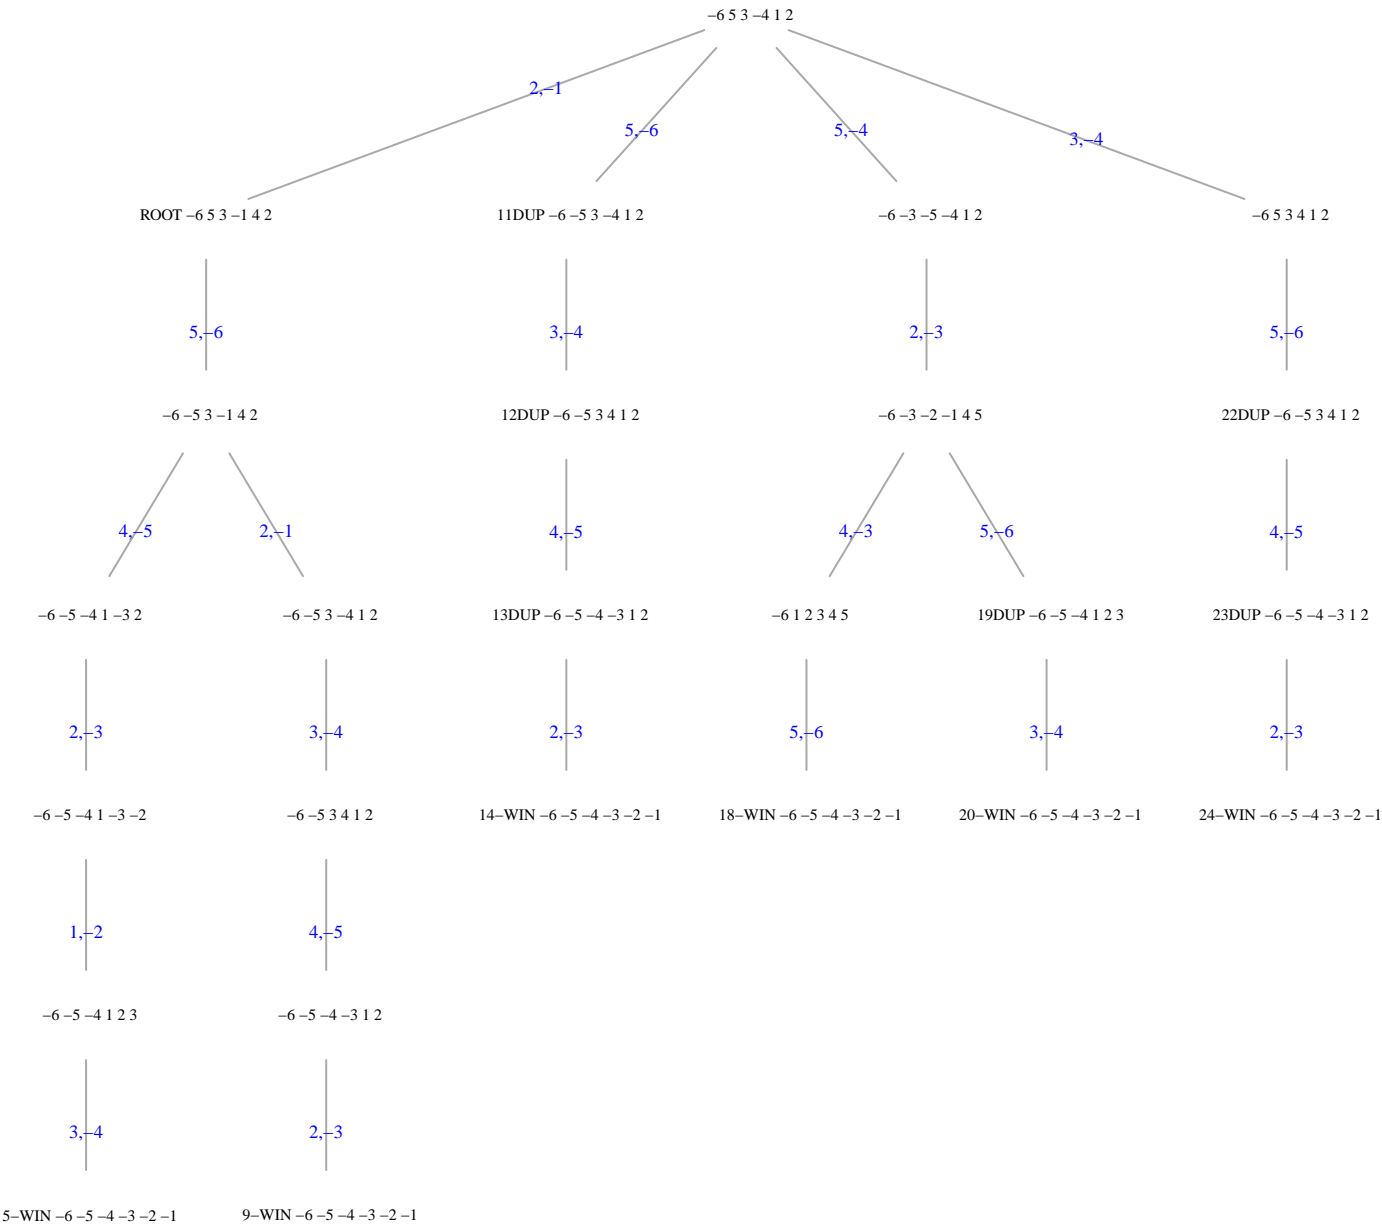 −6 5 3 −4 1 2
2,−1
5,−6
5,−4
3,−4
ROOT −6 5 3 −1 4 2
11DUP −6 −5 3 −4 1 2
−6 −3 −5 −4 1 2
−6 5 3 4 1 2
5,−6
3,−4
2,−3
5,−6
−6 −5 3 −1 4 2
12DUP −6 −5 3 4 1 2
−6 −3 −2 −1 4 5
22DUP −6 −5 3 4 1 2
4,−5
2,−1
4,−5
4,−3
5,−6
4,−5
−6 −5 −4 1 −3 2
−6 −5 3 −4 1 2
13DUP −6 −5 −4 −3 1 2
−6 1 2 3 4 5
19DUP −6 −5 −4 1 2 3
23DUP −6 −5 −4 −3 1 2
2,−3
3,−4
2,−3
5,−6
3,−4
2,−3
−6 −5 −4 1 −3 −2
−6 −5 3 4 1 2
14−WIN −6 −5 −4 −3 −2 −1
18−WIN −6 −5 −4 −3 −2 −1
20−WIN −6 −5 −4 −3 −2 −1
24−WIN −6 −5 −4 −3 −2 −1
1,−2
4,−5
−6 −5 −4 1 2 3
−6 −5 −4 −3 1 2
3,−4
2,−3
5−WIN −6 −5 −4 −3 −2 −1
9−WIN −6 −5 −4 −3 −2 −1